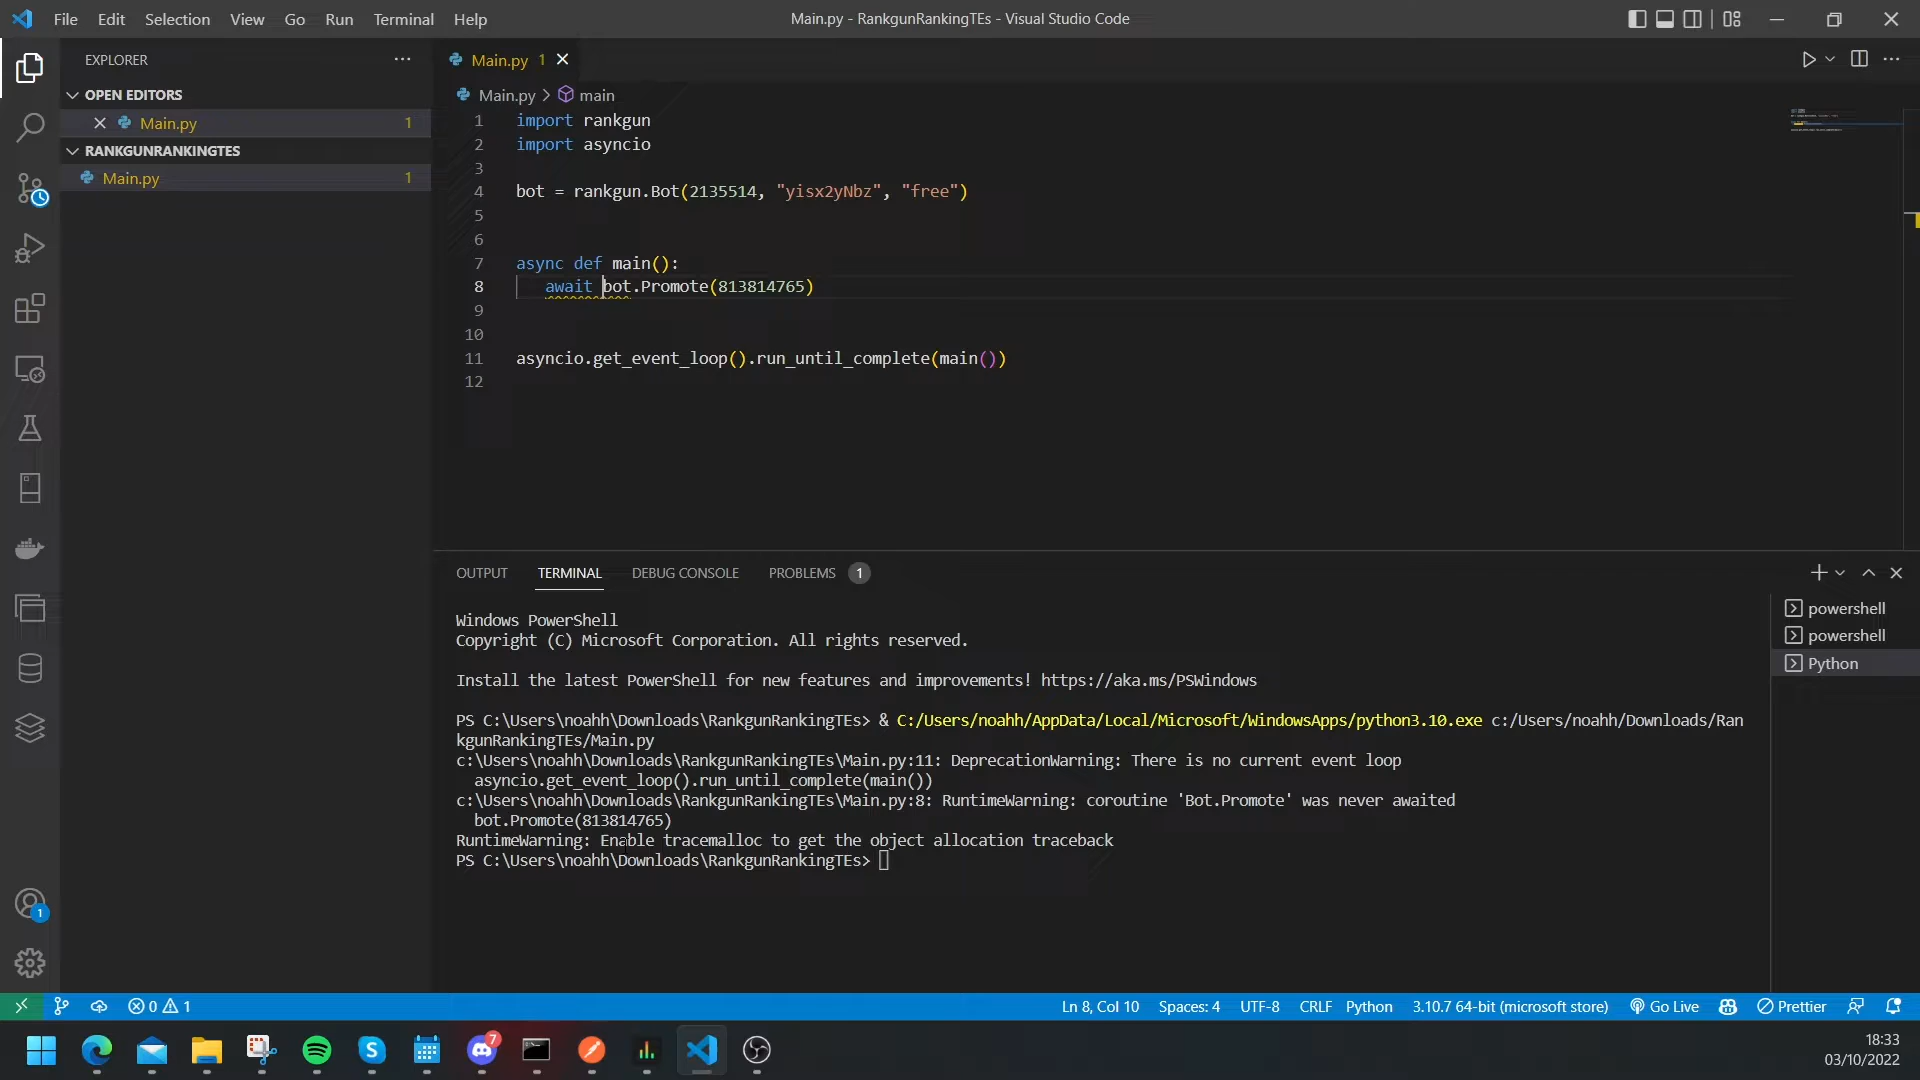 File Edit Selection View Go Run Terminal Help
Main.py - RankgunRankingTEs - Visual Studio Code
EXPLORER
OPEN EDITORS
Main.py 1
RANKGUNRANKINGTES
Main.py 1
Main.py 1
Main.py > main
1 import rankgun
2 import asyncio
3
4 bot = rankgun.Bot(2135514, "yisx2yNbz", "free")
5
6
7 async def main():
8 await bot.Promote(813814765)
9
10
11 asyncio.get_event_loop().run_until_complete(main())
12
OUTPUT TERMINAL DEBUG CONSOLE PROBLEMS 1
Windows PowerShell
Copyright (C) Microsoft Corporation. All rights reserved.
Install the latest PowerShell for new features and improvements! https://aka.ms/PSWindows
PS C:\Users\noahh\Downloads\RankgunRankingTEs> & C:/Users/noahh/AppData/Local/Microsoft/WindowsApps/python3.10.exe c:/Users/noahh/Downloads/Ran
kgunRankingTEs/Main.py
c:\Users\noahh\Downloads\RankgunRankingTEs\Main.py:11: DeprecationWarning: There is no current event loop
asyncio.get_event_loop().run_until_complete(main())
c:\Users\noahh\Downloads\RankgunRankingTEs\Main.py:8: RuntimeWarning: coroutine 'Bot.Promote' was never awaited
bot.Promote(813814765)
RuntimeWarning: Enable tracemalloc to get the object allocation traceback
PS C:\Users\noahh\Downloads\RankgunRankingTEs>
powershell
powershell
Python
1
0 1
Ln 8, Col 10 Spaces: 4 UTF-8 CRLF Python 3.10.7 64-bit (microsoft store) Go Live Prettier
7
18:33
03/10/2022